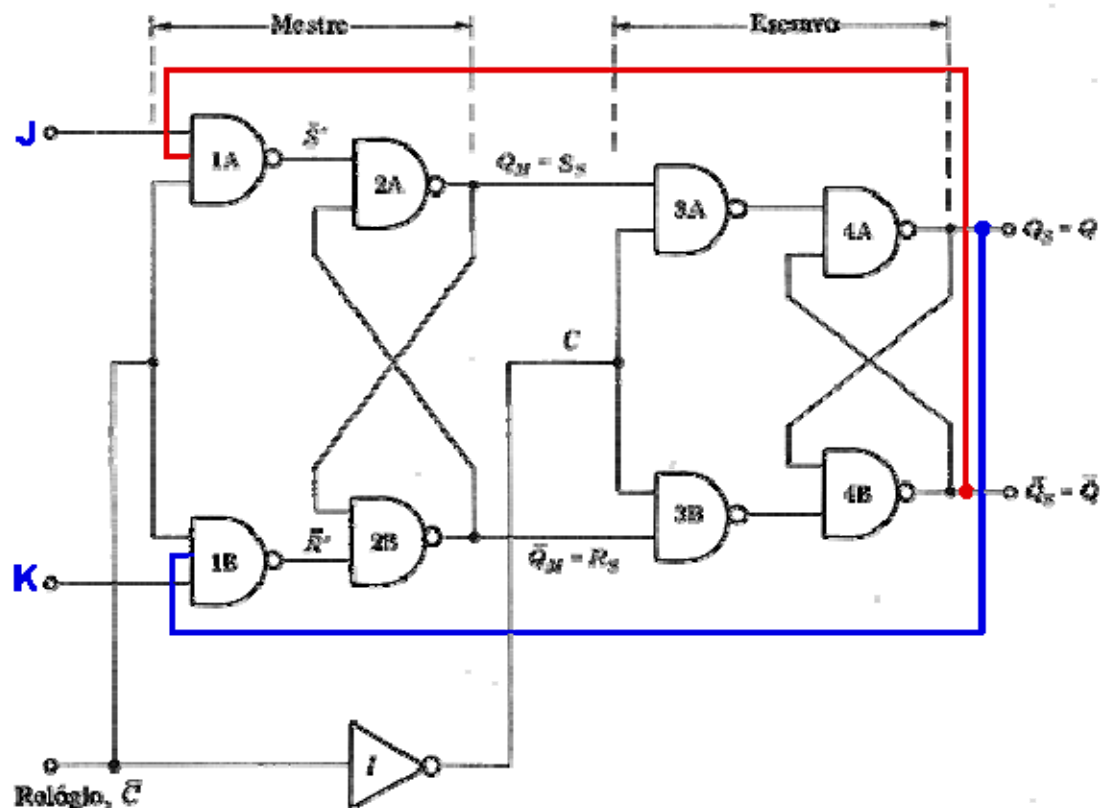 Mestre
Escravo
J
1A
S̄'
2A
Q_M = S_S
3A
4A
Q_S = Q
C
K
1B
R̄'
2B
Q̄_M = R_S
3B
4B
Q̄_S = Q̄
I
Relógio, C̄